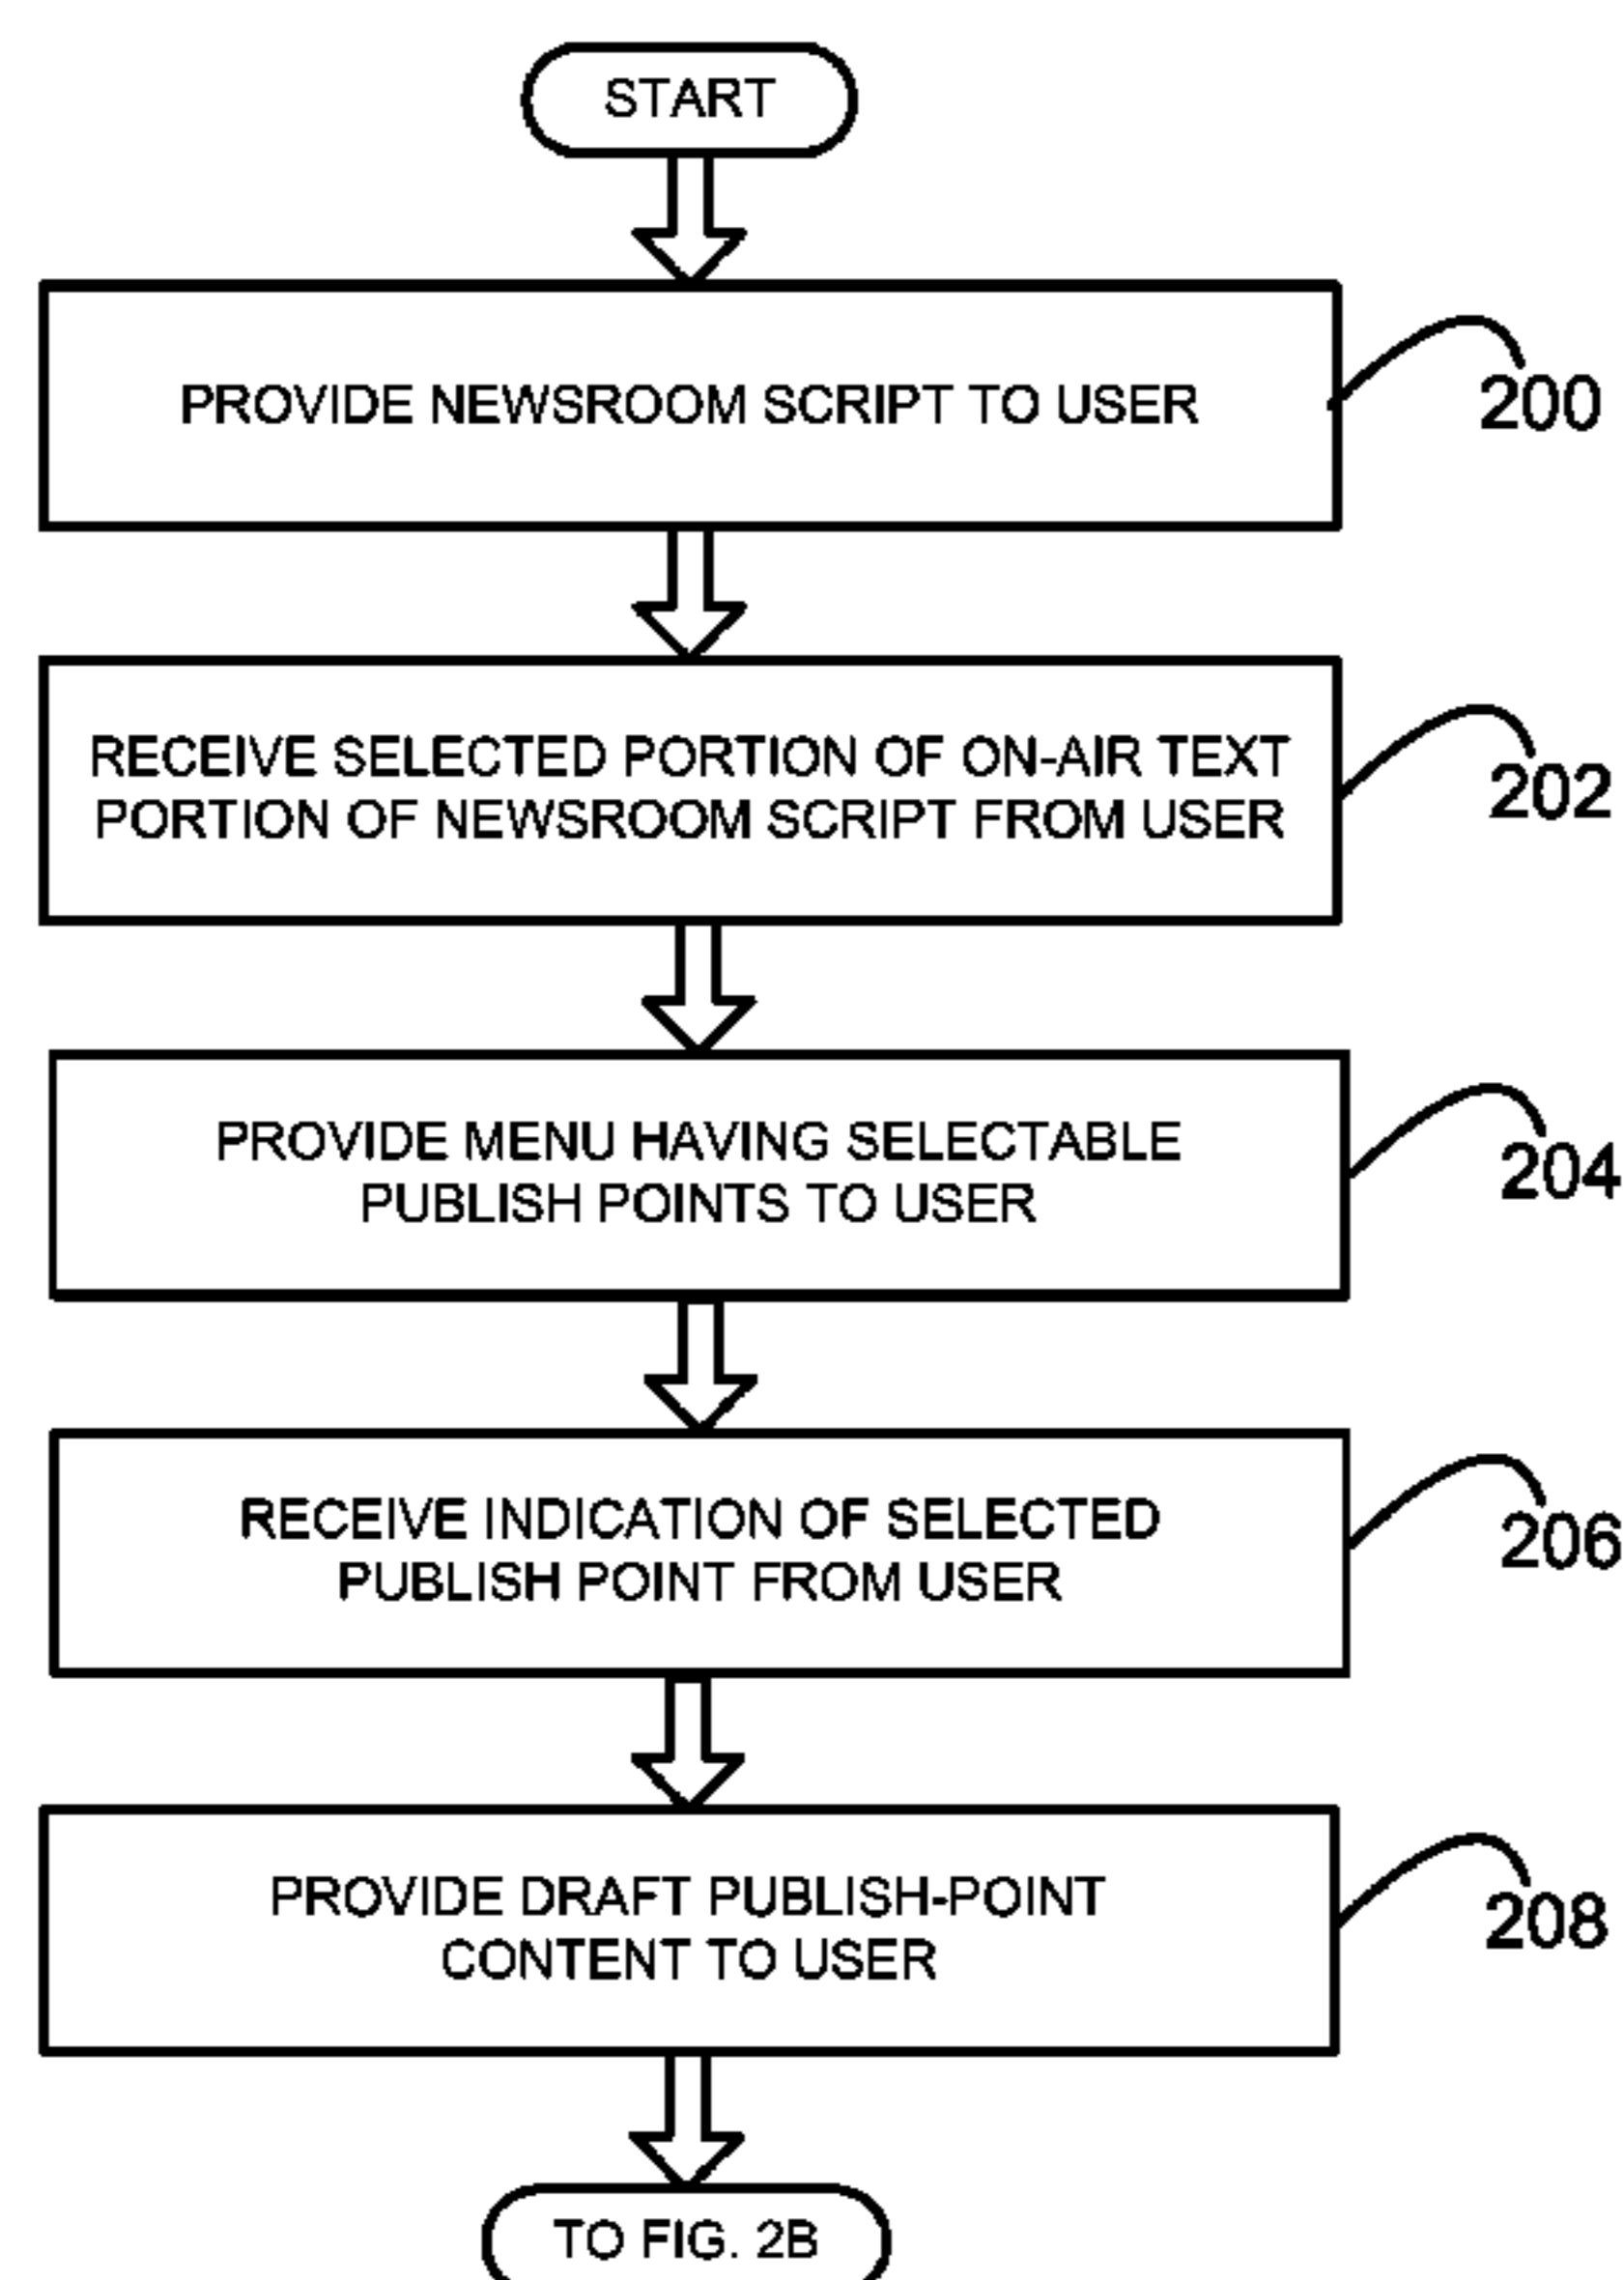 START
PROVIDE NEWSROOM SCRIPT TO USER
200
RECEIVE SELECTED PORTION OF ON-AIR TEXT
PORTION OF NEWSROOM SCRIPT FROM USER
202
PROVIDE MENU HAVING SELECTABLE
PUBLISH POINTS TO USER
204
RECEIVE INDICATION OF SELECTED
PUBLISH POINT FROM USER
206
PROVIDE DRAFT PUBLISH-POINT
CONTENT TO USER
208
TO FIG. 2B